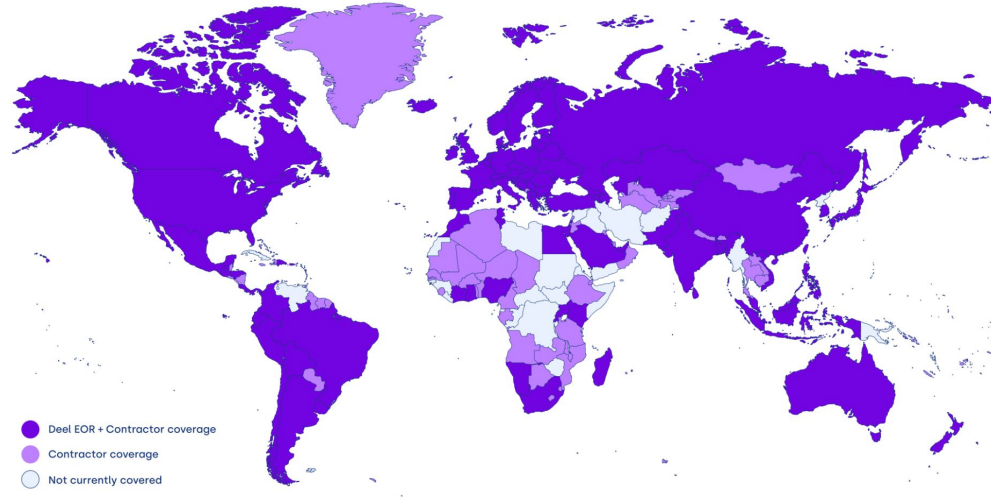 Deel EOR + Contractor coverage
Contractor coverage
Not currently covered